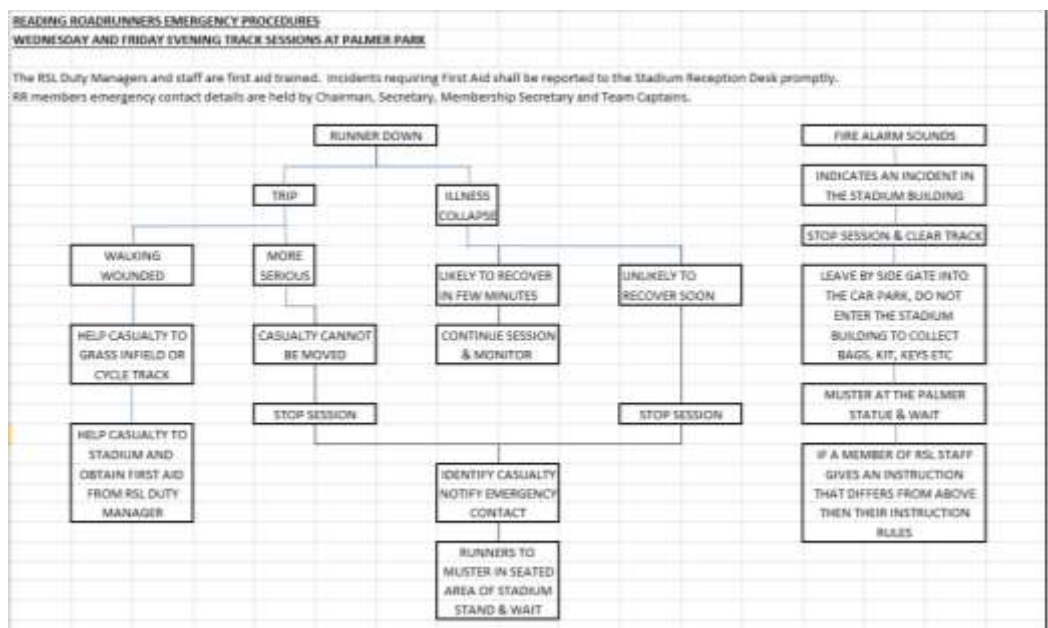 READING ROADRUNNERS EMERGENCY PROCEDURES
WEDNESDAY AND FRIDAY EVENING TRACK SESSIONS AT PALMER PARK
The RSL Duty Managers and staff are first aid trained. Incidents requiring First Aid shall be reported to the Stadium Reception Desk promptly.
RR members emergency contact details are held by Chairman, Secretary, Membership Secretary and Team Captains.
RUNNER DOWN
TRIP
ILLNESS
COLLAPSE
WALKING
WOUNDED
MORE
SERIOUS
LIKELY TO RECOVER
IN FEW MINUTES
UNLIKELY TO
RECOVER SOON
HELP CASUALTY TO
GRASS INFIELD OR
CYCLE TRACK
CASUALTY CANNOT
BE MOVED
CONTINUE SESSION
& MONITOR
STOP SESSION
STOP SESSION
HELP CASUALTY TO
STADIUM AND
OBTAIN FIRST AID
FROM RSL DUTY
MANAGER
IDENTIFY CASUALTY
NOTIFY EMERGENCY
CONTACT
RUNNERS TO
MUSTER IN SEATED
AREA OF STADIUM
STAND & WAIT
FIRE ALARM SOUNDS
INDICATES AN INCIDENT IN
THE STADIUM BUILDING
STOP SESSION & CLEAR TRACK
LEAVE BY SIDE GATE INTO
THE CAR PARK, DO NOT
ENTER THE STADIUM
BUILDING TO COLLECT
BAGS, KIT, KEYS ETC
MUSTER AT THE PALMER
STATUE & WAIT
IF A MEMBER OF RSL STAFF
GIVES AN INSTRUCTION
THAT DIFFERS FROM ABOVE
THEN THEIR INSTRUCTION
RULES